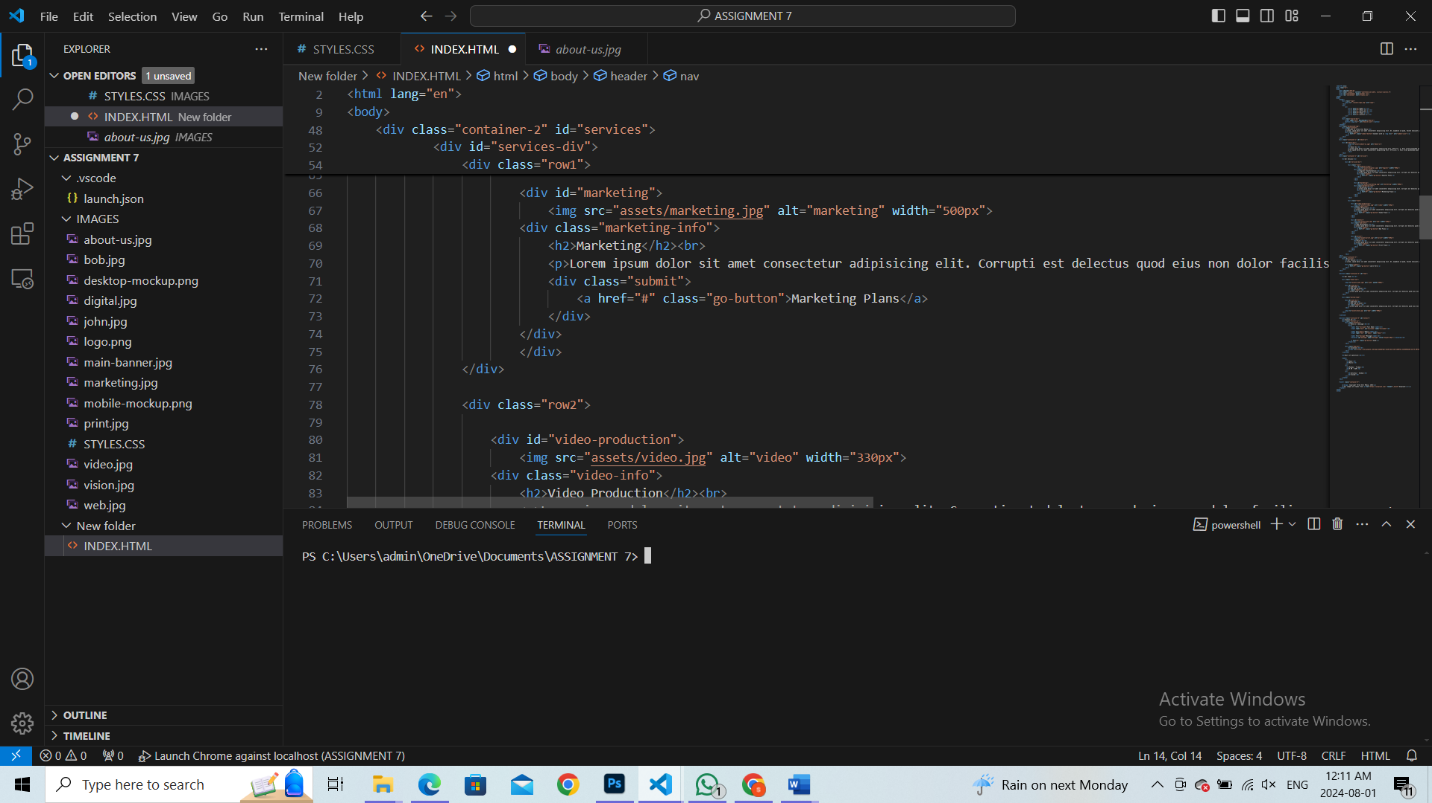 File Edit Selection View Go Run Terminal Help
ASSIGNMENT 7
EXPLORER
OPEN EDITORS 1 unsaved
# STYLES.CSS IMAGES
INDEX.HTML New folder
about-us.jpg IMAGES
ASSIGNMENT 7
.vscode
{} launch.json
IMAGES
about-us.jpg
bob.jpg
desktop-mockup.png
digital.jpg
john.jpg
logo.png
main-banner.jpg
marketing.jpg
mobile-mockup.png
print.jpg
# STYLES.CSS
video.jpg
vision.jpg
web.jpg
New folder
<> INDEX.HTML
OUTLINE
TIMELINE
# STYLES.CSS <> INDEX.HTML about-us.jpg
New folder > <> INDEX.HTML > html > body > header > nav
2 <html lang="en">
9 <body>
48 <div class="container-2" id="services">
52 <div id="services-div">
54 <div class="row1">
66 <div id="marketing">
67 <img src="assets/marketing.jpg" alt="marketing" width="500px">
68 <div class="marketing-info">
69 <h2>Marketing</h2><br>
70 <p>Lorem ipsum dolor sit amet consectetur adipisicing elit. Corrupti est delectus quod eius non dolor facilis
71 <div class="submit">
72 <a href="#" class="go-button">Marketing Plans</a>
73 </div>
74 </div>
75 </div>
76 </div>
77
78 <div class="row2">
79
80 <div id="video-production">
81 <img src="assets/video.jpg" alt="video" width="330px">
82 <div class="video-info">
83 <h2>Video Production</h2><br>
PROBLEMS OUTPUT DEBUG CONSOLE TERMINAL PORTS
powershell
PS C:\Users\admin\OneDrive\Documents\ASSIGNMENT 7>
Activate Windows
Go to Settings to activate Windows.
0 0 0 Launch Chrome against localhost (ASSIGNMENT 7)
Ln 14, Col 14 Spaces: 4 UTF-8 CRLF HTML
Type here to search
Ps
1
Rain on next Monday
ENG
12:11 AM
2024-08-01
11